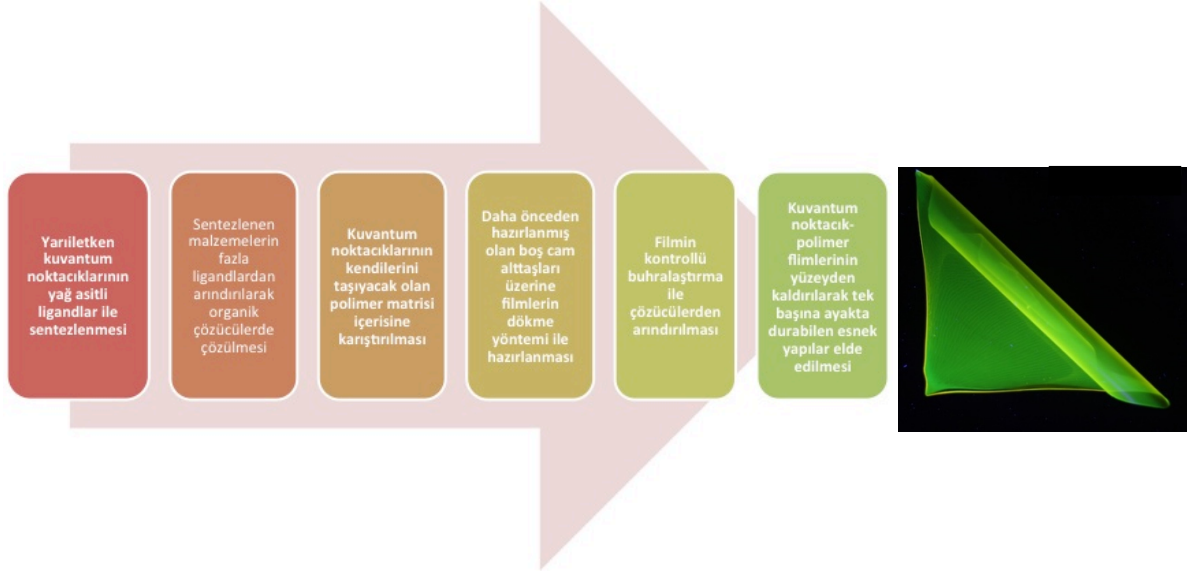 Yarıiletken
kuvantum
noktacıklarının
yağ asitli
ligandlar ile
sentezlenmesi
Sentezlenen
malzemelerin
fazla
ligandlardan
arındırılarak
organik
çözücülerde
çözülmesi
Kuvantum
noktacıklarının
kendilerini
taşıyacak olan
polimer matrisi
içerisine
karıştırılması
Daha önceden
hazırlanmış
olan boş cam
alttaşları
üzerine
filmlerin
dökme
yöntemi ile
hazırlanması
Filmin
kontrollü
buhralaştırma
ile
çözücülerden
arındırılması
Kuvantum
noktacık-
polimer
flimlerinin
yüzeyden
kaldırılarak tek
başına ayakta
durabilen esnek
yapılar elde
edilmesi